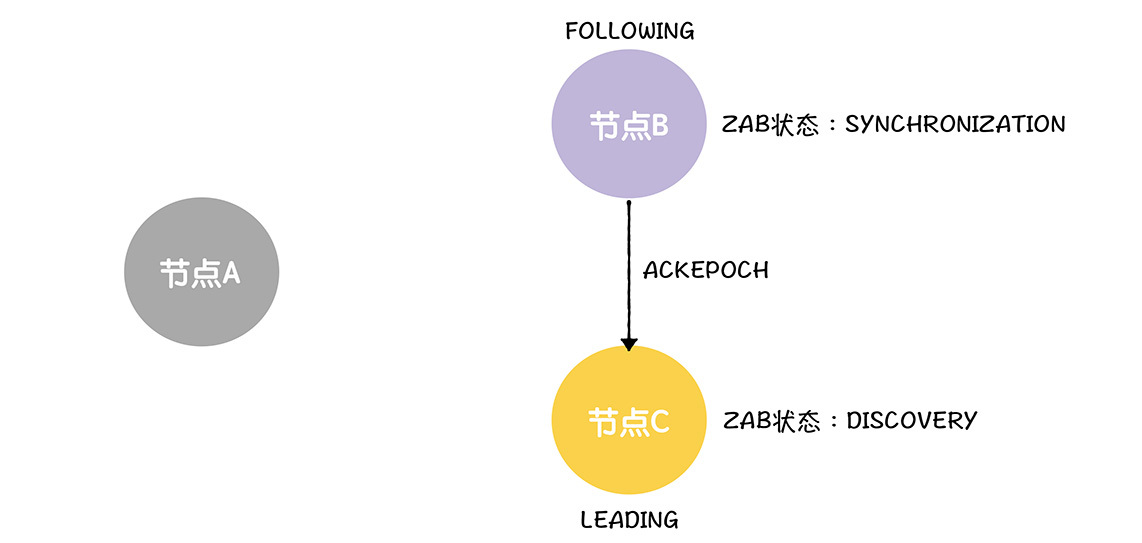 FOLLOWING
节点B
ZAB状态：SYNCHRONIZATION
节点A
ACKEPOCH
节点C
ZAB状态：DISCOVERY
LEADING